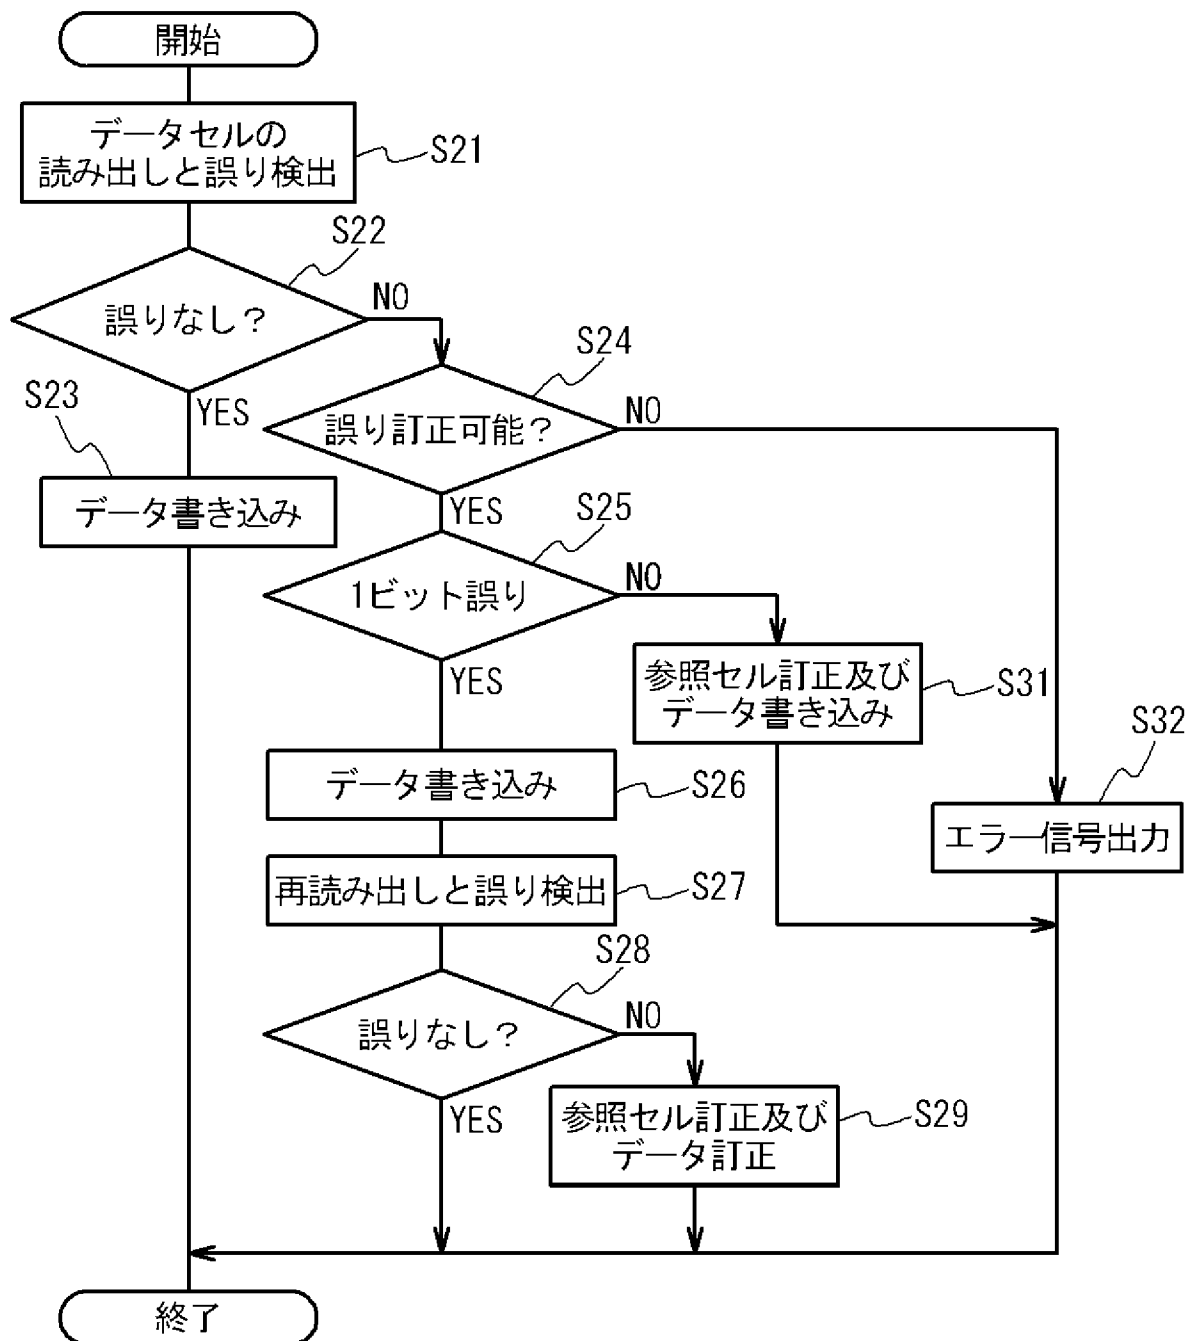 開始
データセルの
読み出しと誤り検出
S21
S22
誤りなし?
NO
YES
S23
データ書き込み
S24
誤り訂正可能?
NO
YES
S25
1ビット誤り
NO
YES
参照セル訂正及び
データ書き込み
S31
S32
エラー信号出力
データ書き込み
S26
再読み出しと誤り検出
S27
S28
誤りなし?
NO
YES
参照セル訂正及び
データ訂正
S29
終了